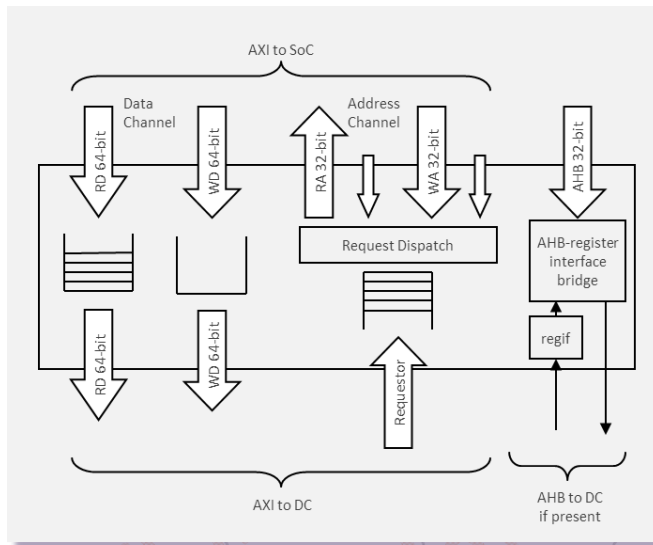 AXI to SoC
Data
Channel
Address
Channel
RD 64-bit
WD 64-bit
RA 32-bit
WA 32-bit
AHB 32-bit
Request Dispatch
AHB-register
interface
bridge
regif
RD 64-bit
WD 64-bit
Requestor
AXI to DC
AHB to DC
if present